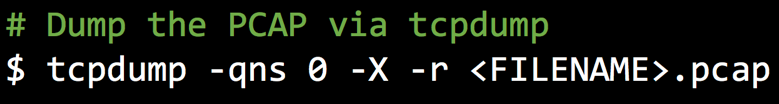 # Dump the PCAP via tcpdump
$ tcpdump -qns 0 -X -r <FILENAME>.pcap